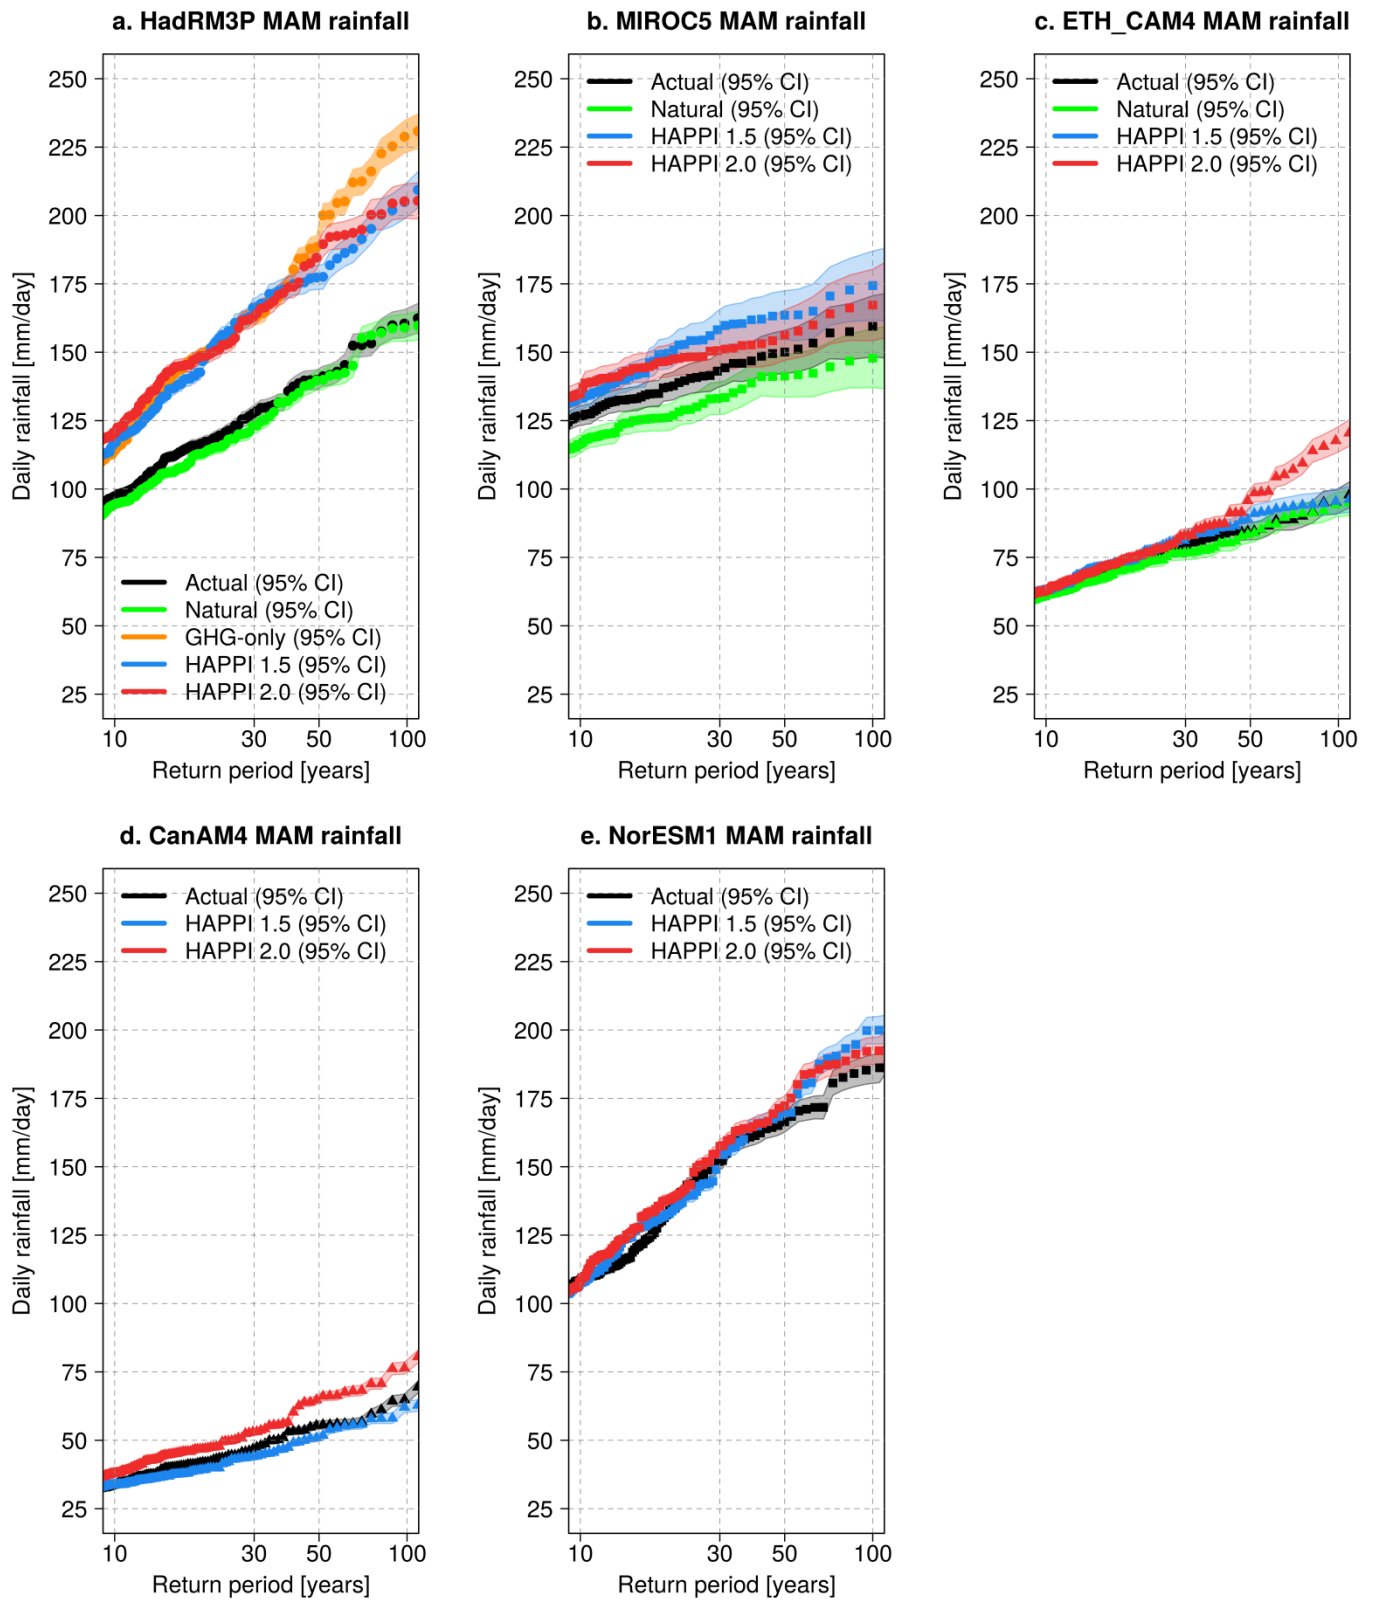 a. HadRM3P MAM rainfall
250
225
200
175
150
125
100
75
50
25
Daily rainfall [mm/day]
Actual (95% CI)
Natural (95% CI)
GHG-only (95% CI)
HAPPI 1.5 (95% CI)
HAPPI 2.0 (95% CI)
10 30 50 100
Return period [years]
b. MIROC5 MAM rainfall
250
225
200
175
150
125
100
75
50
25
Daily rainfall [mm/day]
Actual (95% CI)
Natural (95% CI)
HAPPI 1.5 (95% CI)
HAPPI 2.0 (95% CI)
10 30 50 100
Return period [years]
c. ETH_CAM4 MAM rainfall
250
225
200
175
150
125
100
75
50
25
Daily rainfall [mm/day]
Actual (95% CI)
Natural (95% CI)
HAPPI 1.5 (95% CI)
HAPPI 2.0 (95% CI)
10 30 50 100
Return period [years]
d. CanAM4 MAM rainfall
250
225
200
175
150
125
100
75
50
25
Daily rainfall [mm/day]
Actual (95% CI)
HAPPI 1.5 (95% CI)
HAPPI 2.0 (95% CI)
10 30 50 100
Return period [years]
e. NorESM1 MAM rainfall
250
225
200
175
150
125
100
75
50
25
Daily rainfall [mm/day]
Actual (95% CI)
HAPPI 1.5 (95% CI)
HAPPI 2.0 (95% CI)
10 30 50 100
Return period [years]